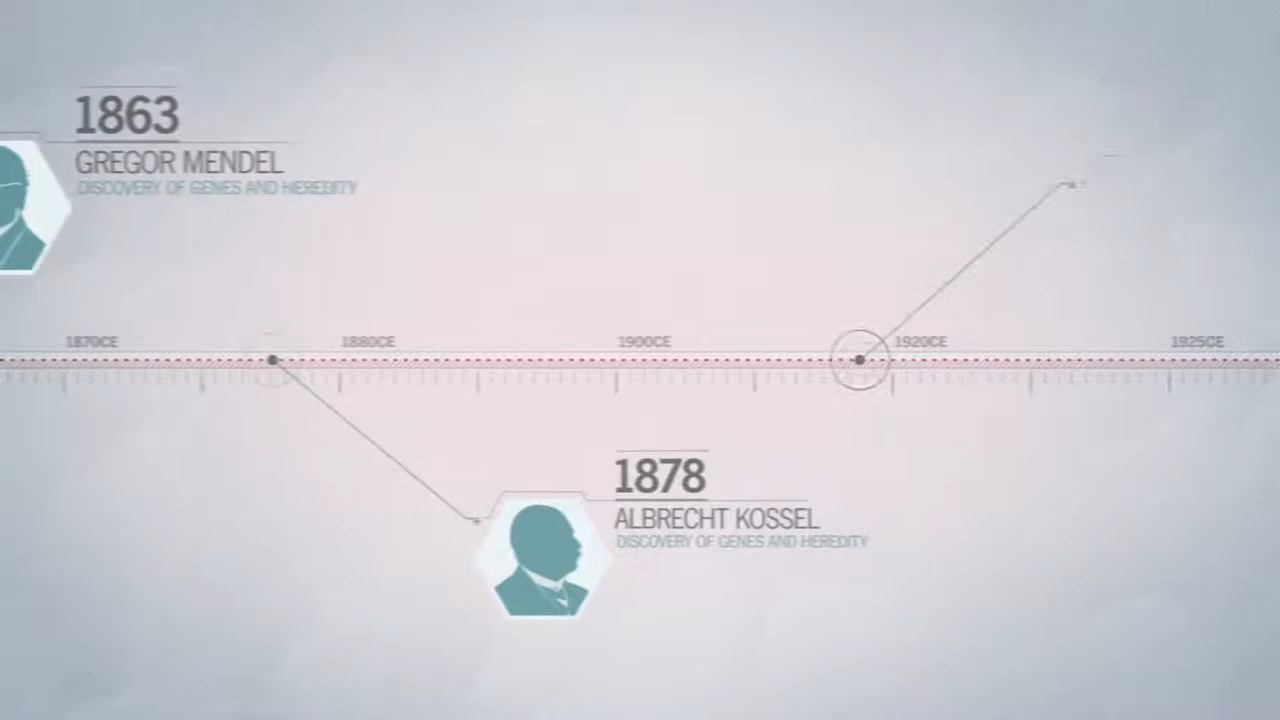 1863
GREGOR MENDEL
DISCOVERY OF GENES AND HEREDITY
1870CE
1880CE
1900CE
1920CE
1925CE
1878
ALBRECHT KOSSEL
DISCOVERY OF GENES AND HEREDITY